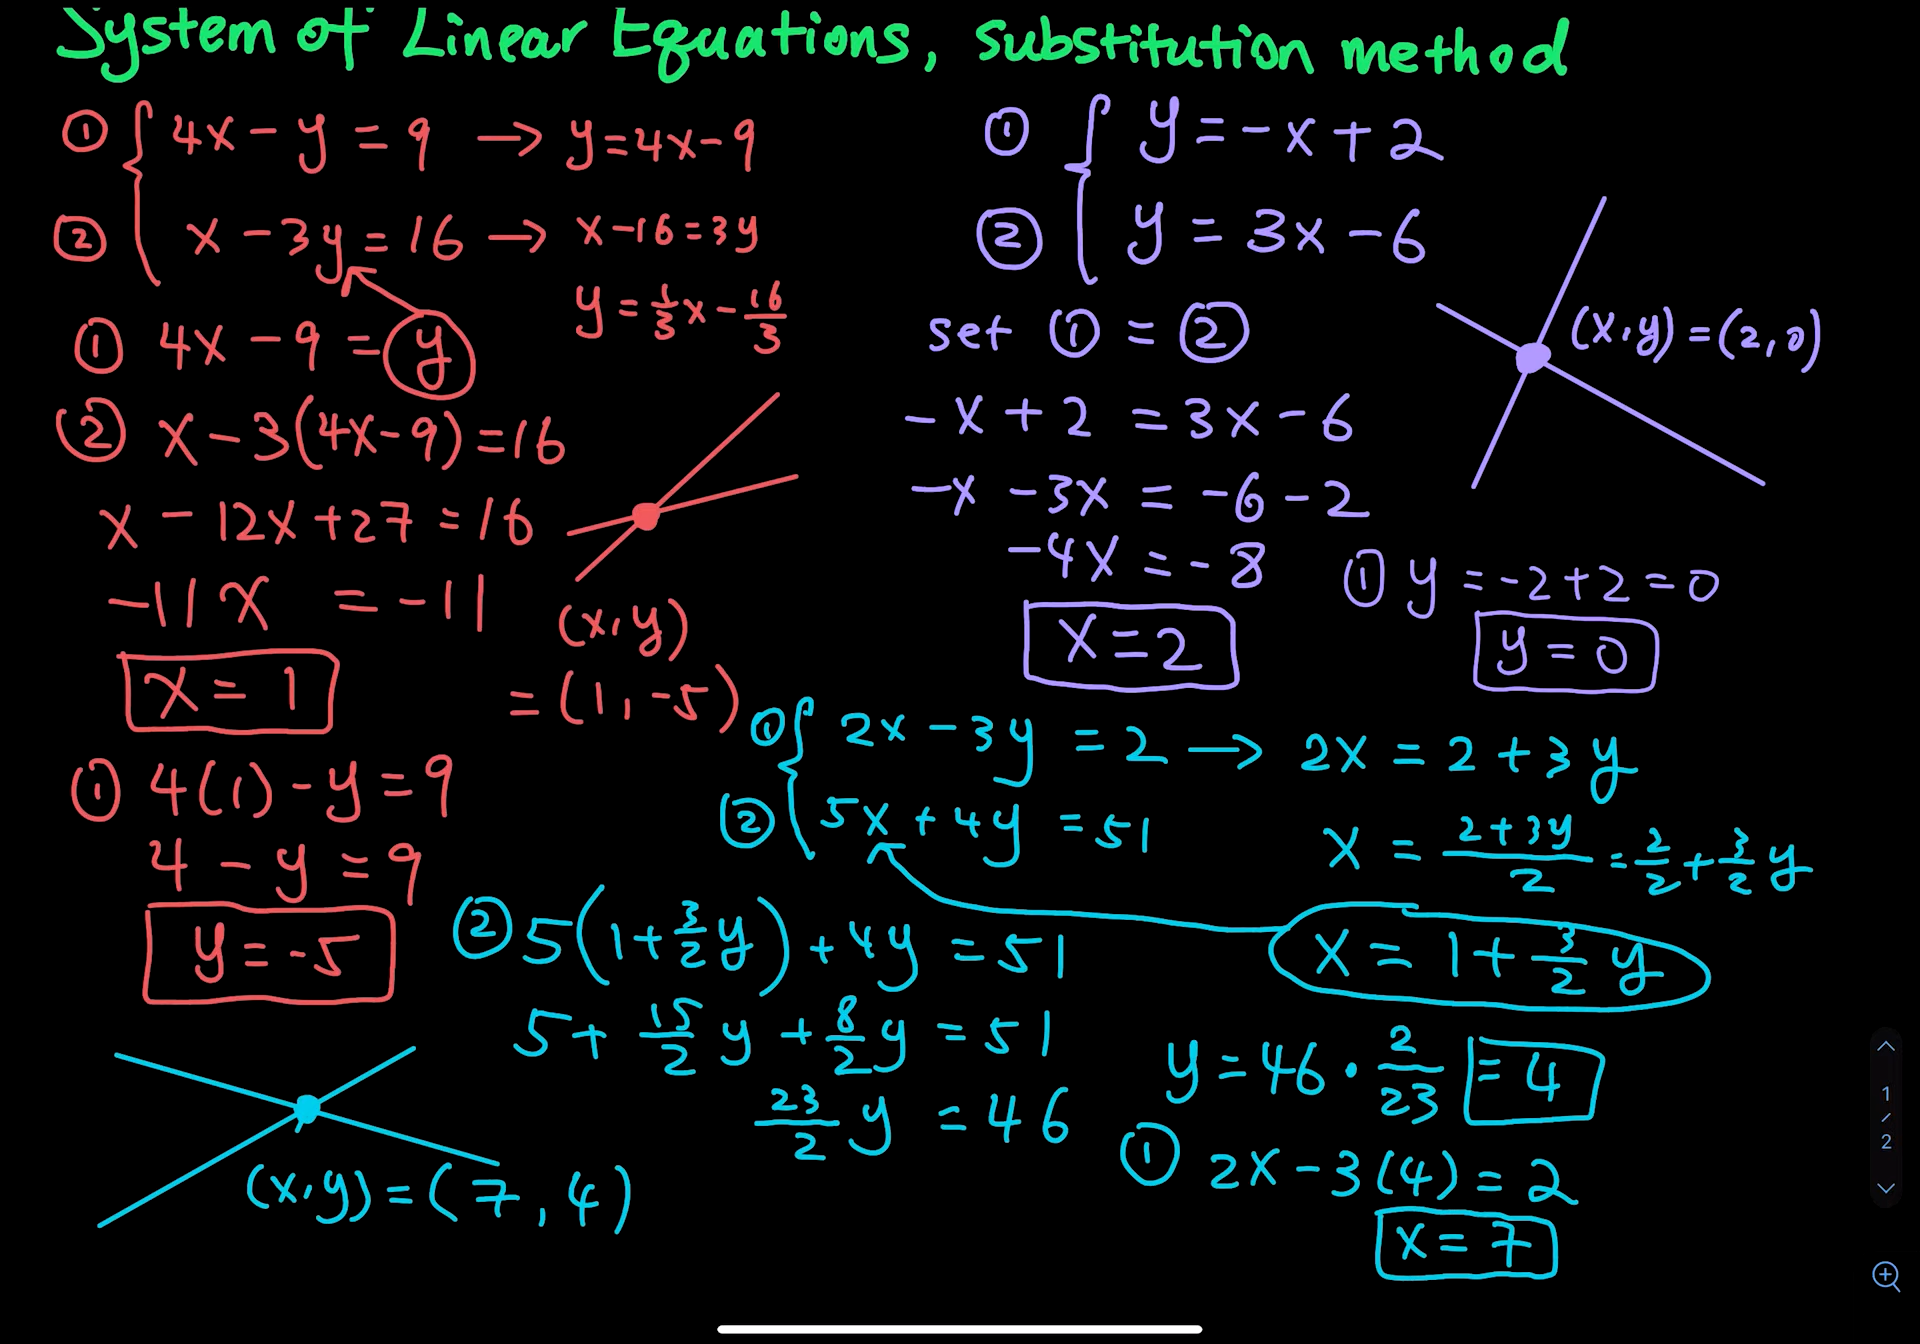 System of Linear Equations, substitution method
① { 4x - y = 9 → y = 4x - 9
② x - 3y = 16 → x - 16 = 3y
y = 1/3 x - 16/3
① 4x - 9 = y
② x - 3(4x - 9) = 16
x - 12x + 27 = 16
-11x = -11
x = 1
(x, y)
= (1, -5)
① 4(1) - y = 9
4 - y = 9
y = -5
① { y = -x + 2
② y = 3x - 6
set ① = ②
(x, y) = (2, 0)
-x + 2 = 3x - 6
-x - 3x = -6 - 2
-4x = -8
x = 2
① y = -2 + 2 = 0
y = 0
① { 2x - 3y = 2 → 2x = 2 + 3y
② 5x + 4y = 51
x = (2 + 3y)/2 = 2/2 + 3/2 y
x = 1 + 3/2 y
② 5(1 + 3/2 y) + 4y = 51
5 + 15/2 y + 8/2 y = 51
23/2 y = 46
y = 46 · 2/23 = 4
① 2x - 3(4) = 2
x = 7
(x, y) = (7, 4)
1
/
2